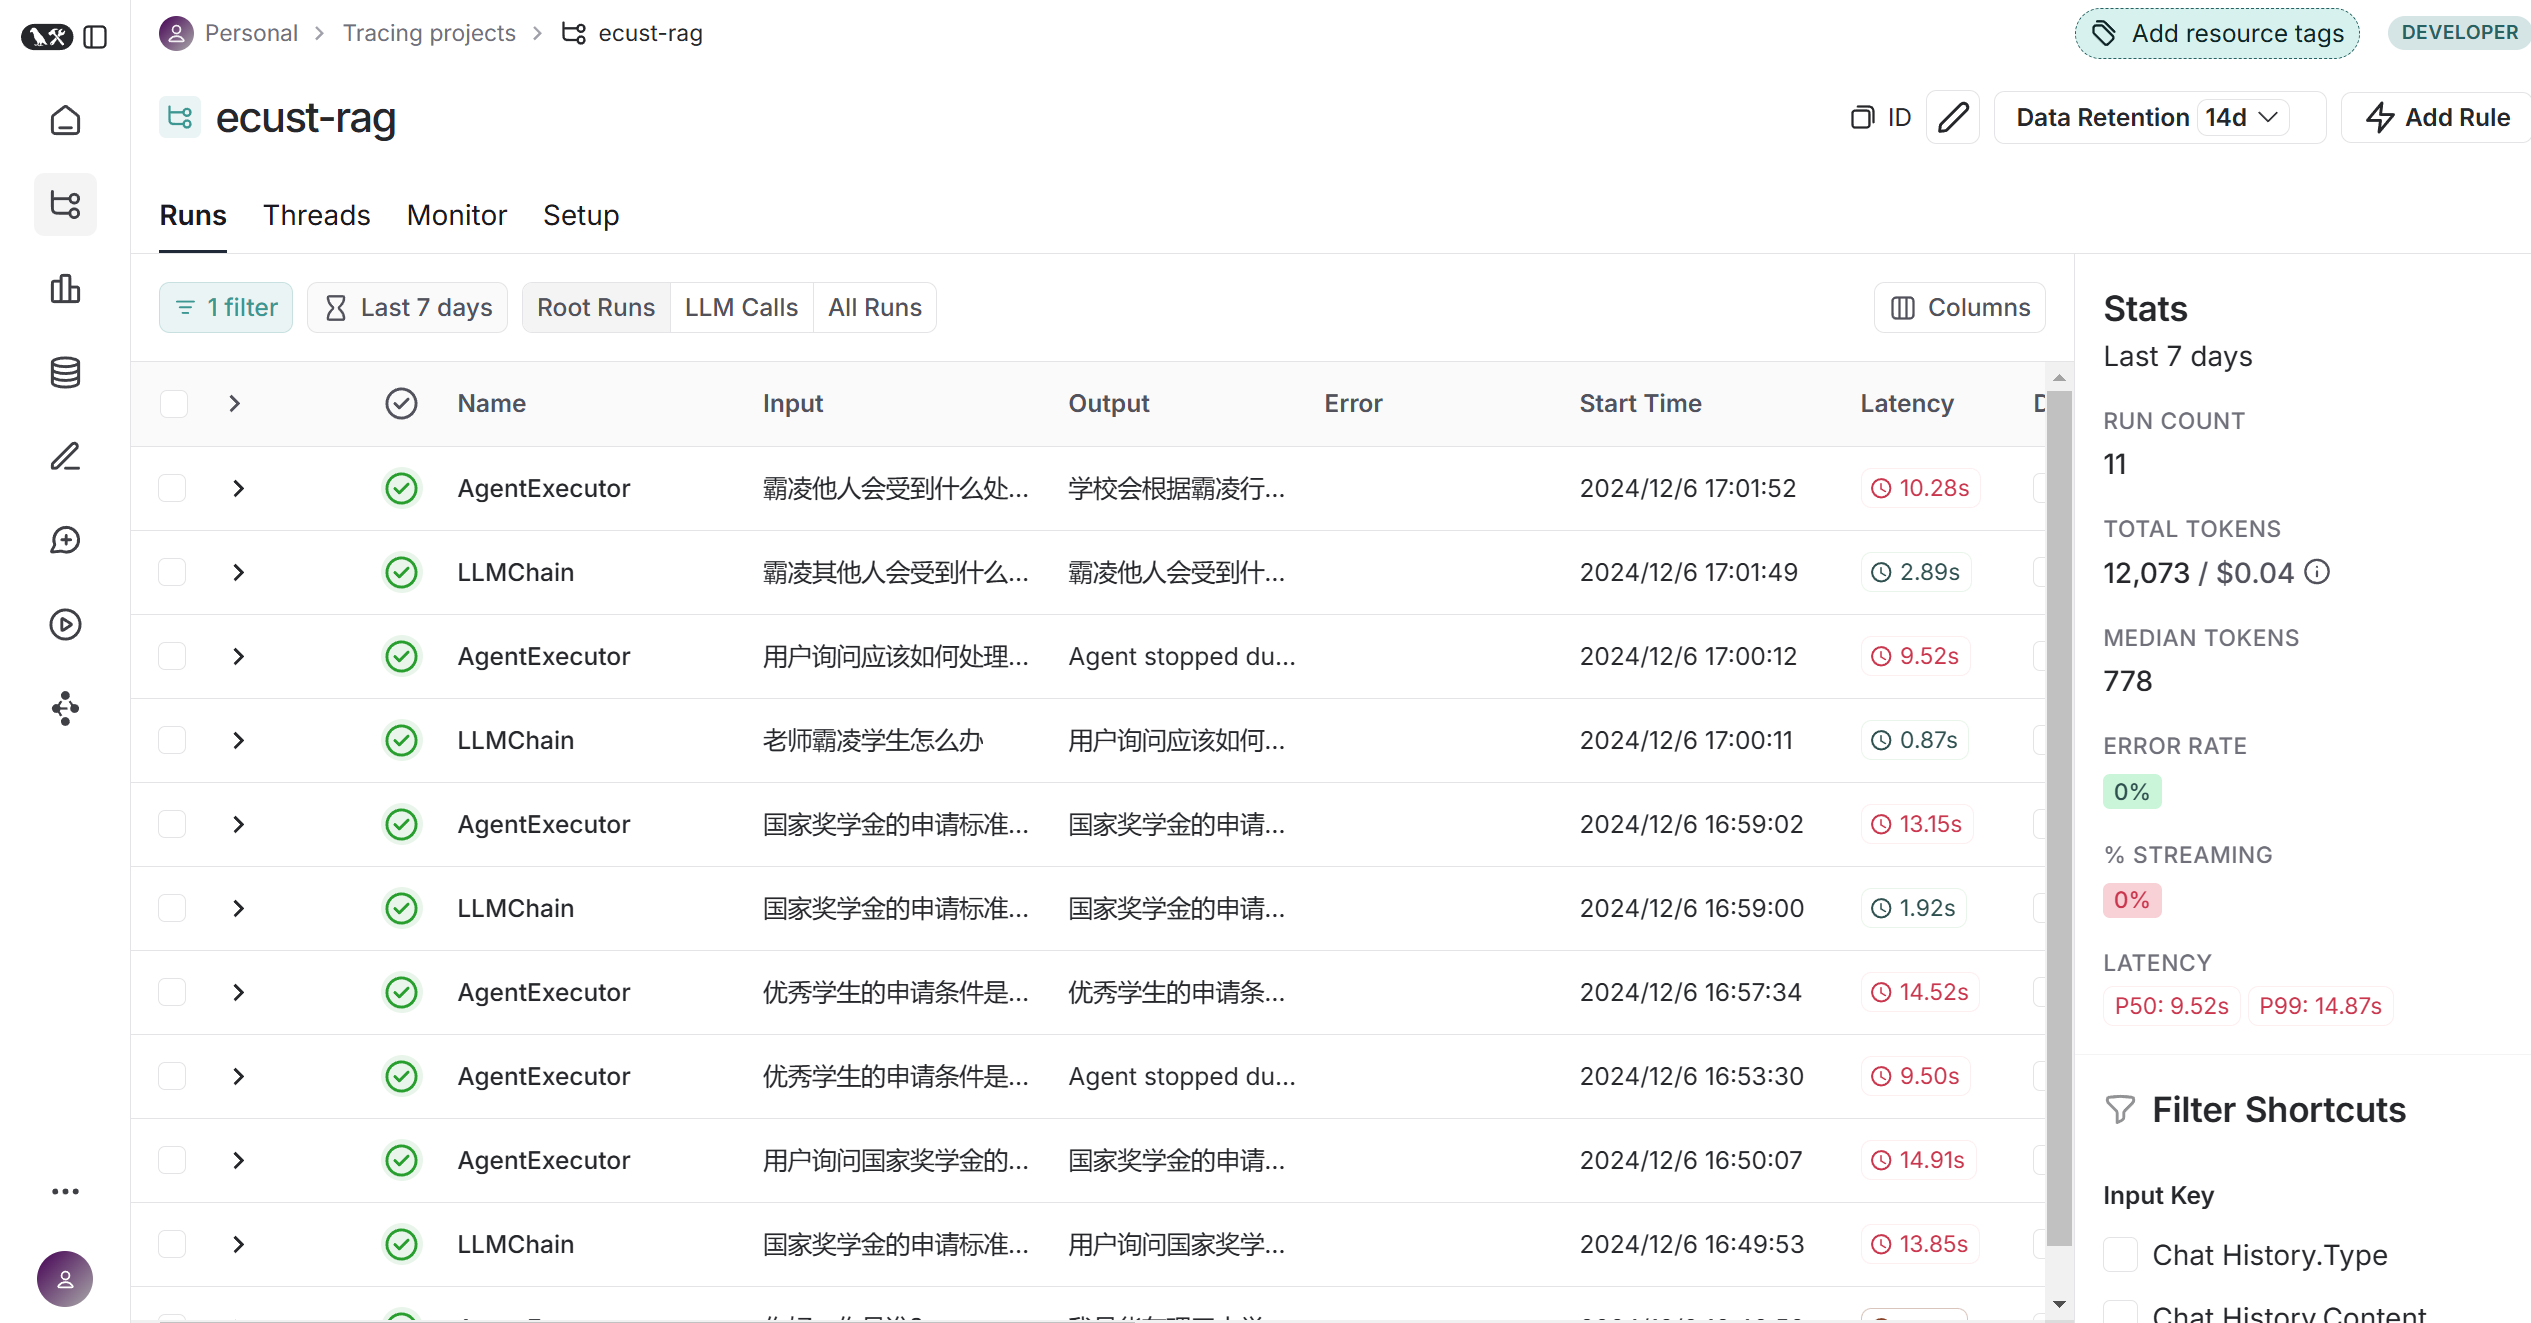 Personal > Tracing projects > ecust-rag
Add resource tags
DEVELOPER
ecust-rag
ID
Data Retention 14d
Add Rule
Runs Threads Monitor Setup
1 filter Last 7 days Root Runs LLM Calls All Runs
Columns
Name Input Output Error Start Time Latency
AgentExecutor 霸凌他人会受到什么处... 学校会根据霸凌行... 2024/12/6 17:01:52 10.28s
LLMChain 霸凌其他人会受到什么... 霸凌他人会受到什... 2024/12/6 17:01:49 2.89s
AgentExecutor 用户询问应该如何处理... Agent stopped du... 2024/12/6 17:00:12 9.52s
LLMChain 老师霸凌学生怎么办 用户询问应该如何... 2024/12/6 17:00:11 0.87s
AgentExecutor 国家奖学金的申请标准... 国家奖学金的申请... 2024/12/6 16:59:02 13.15s
LLMChain 国家奖学金的申请标准... 国家奖学金的申请... 2024/12/6 16:59:00 1.92s
AgentExecutor 优秀学生的申请条件是... 优秀学生的申请条... 2024/12/6 16:57:34 14.52s
AgentExecutor 优秀学生的申请条件是... Agent stopped du... 2024/12/6 16:53:30 9.50s
AgentExecutor 用户询问国家奖学金的... 国家奖学金的申请... 2024/12/6 16:50:07 14.91s
LLMChain 国家奖学金的申请标准... 用户询问国家奖学... 2024/12/6 16:49:53 13.85s
Stats
Last 7 days
RUN COUNT
11
TOTAL TOKENS
12,073 / $0.04
MEDIAN TOKENS
778
ERROR RATE
0%
% STREAMING
0%
LATENCY
P50: 9.52s P99: 14.87s
Filter Shortcuts
Input Key
Chat History.Type
Chat History.Content